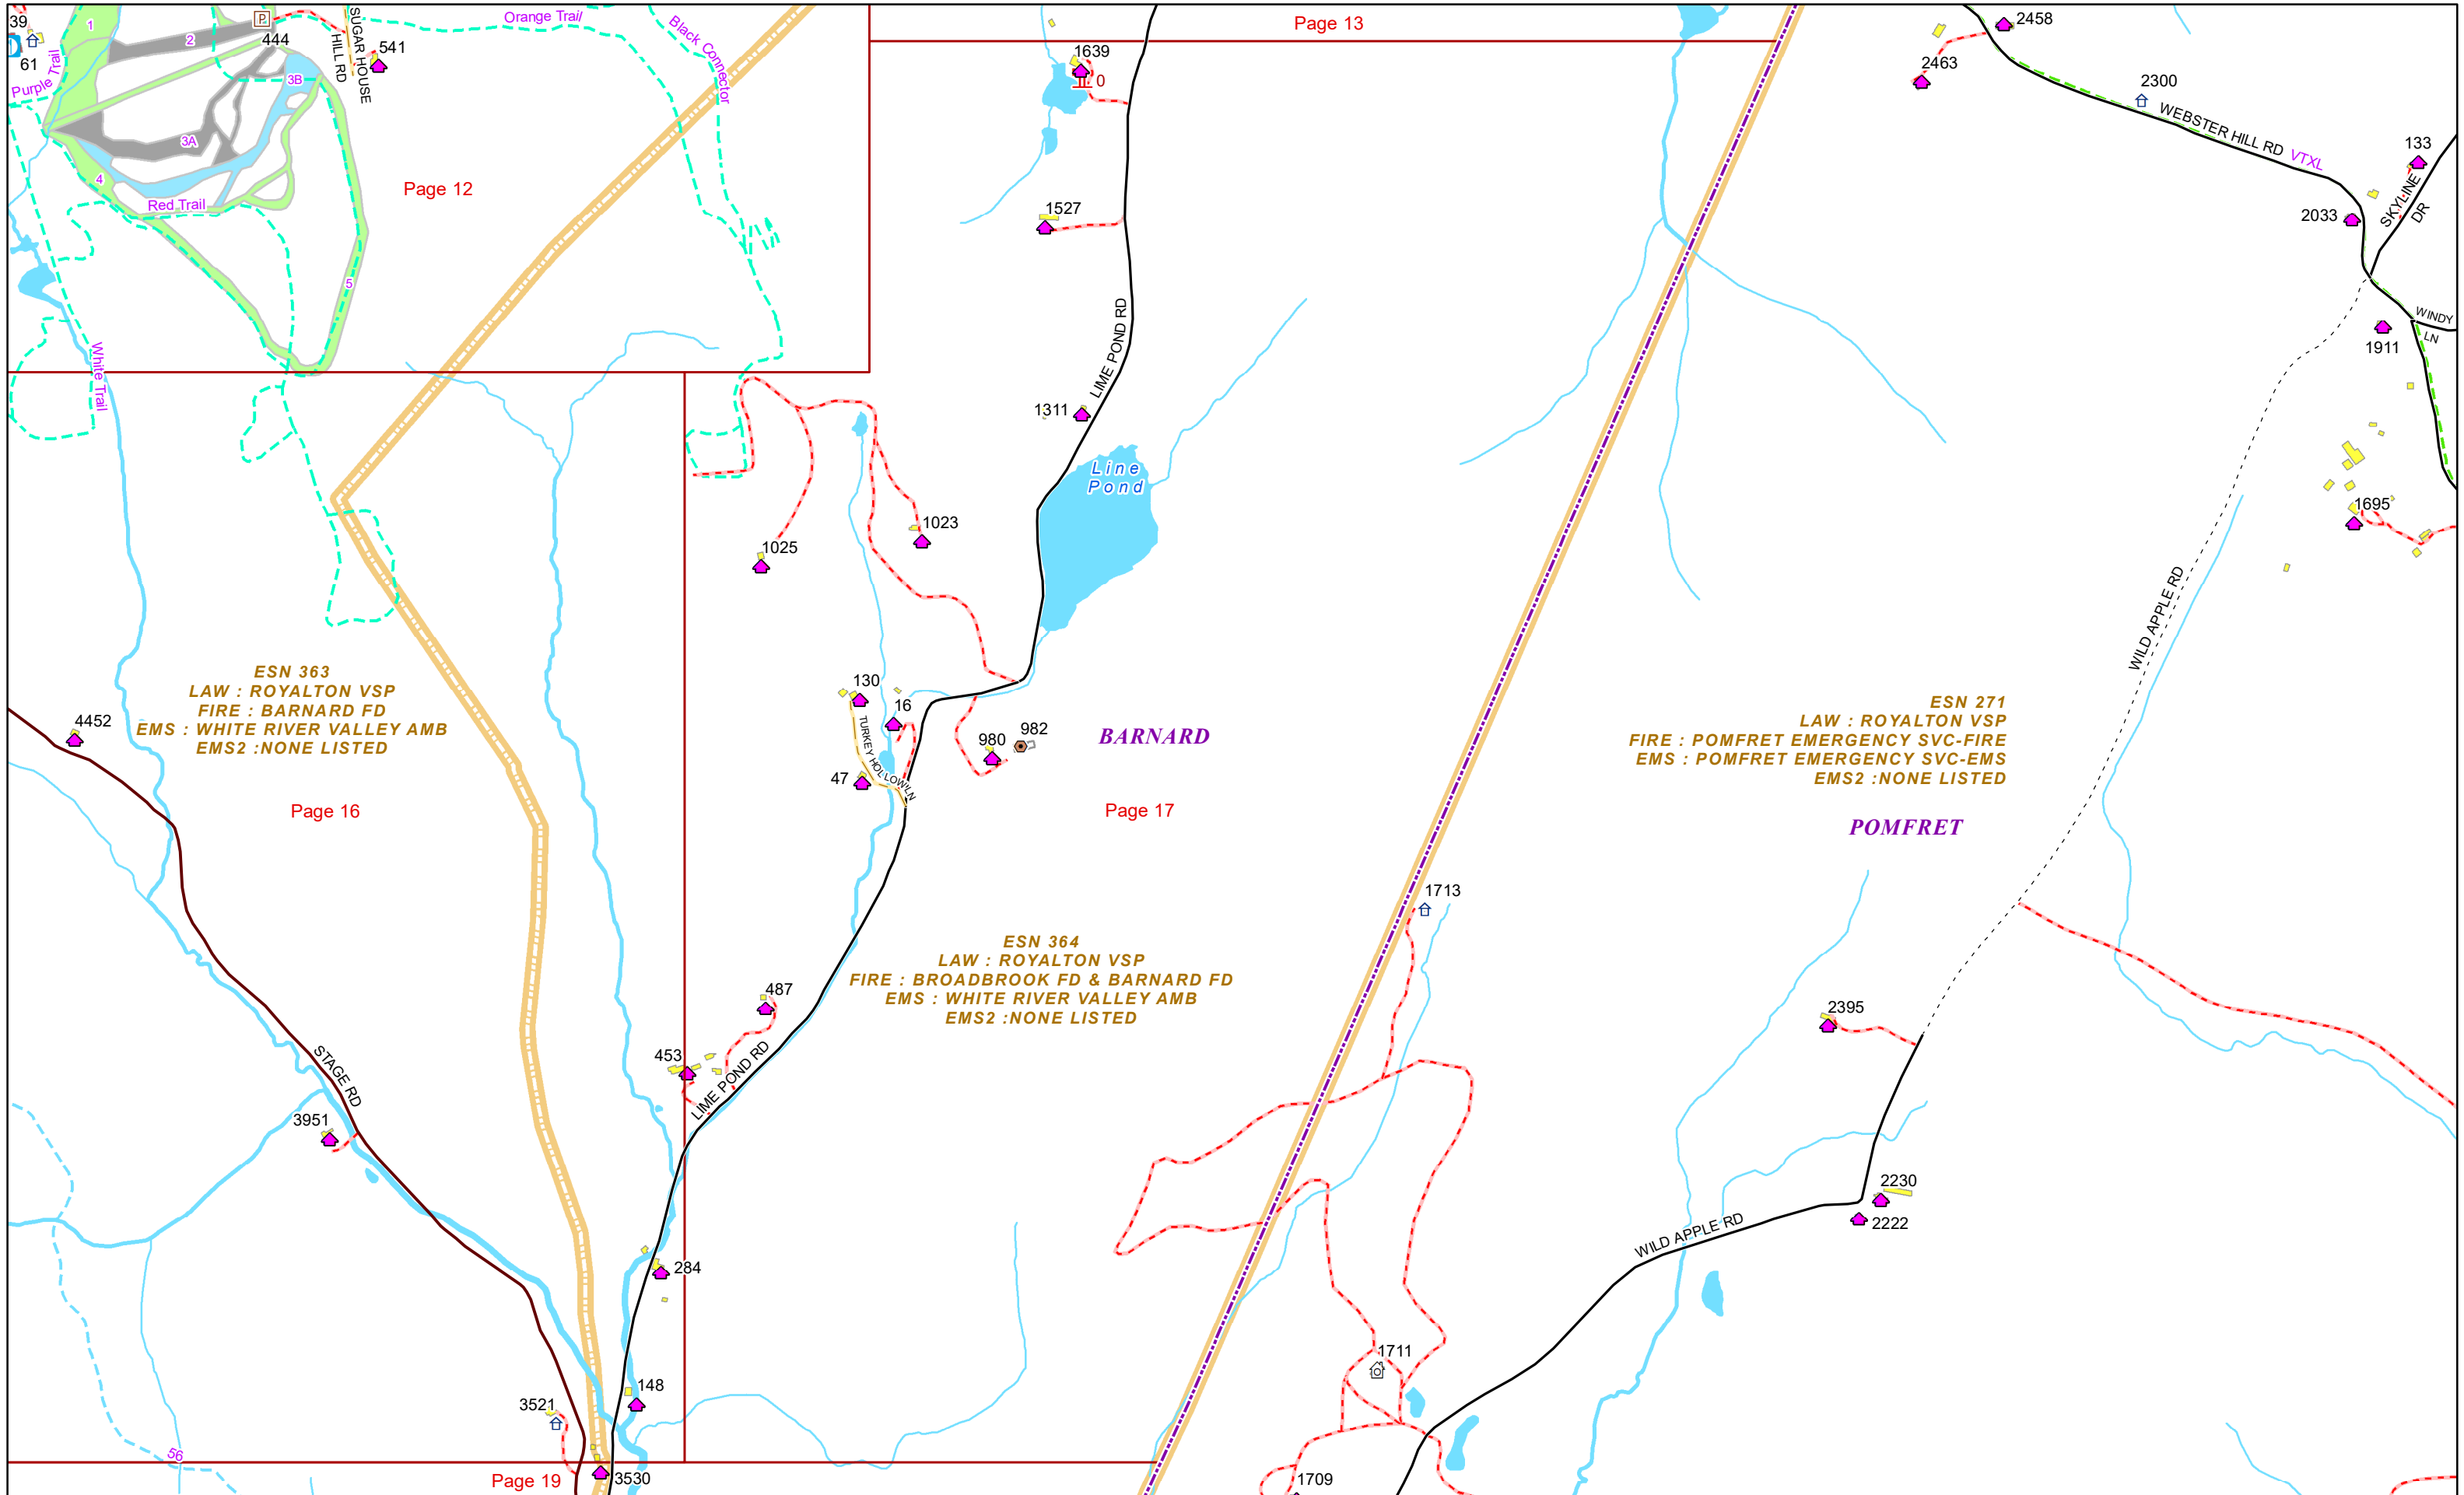 39
1
2
P
444
SUGAR HOUSE
HILL RD
541
Orange Trail
Black Connector
Page 13
1639
0
2458
2463
2300
WEBSTER HILL RD
VTXL
133
SKYLINE
DR
2033
61
Purple Trail
3B
3A
4
Red Trail
Page 12
1527
5
LIME POND RD
WINDY
LN
1911
White Trail
1311
Line
Pond
1695
1023
1025
WILD APPLE RD
ESN 363
LAW : ROYALTON VSP
FIRE : BARNARD FD
EMS : WHITE RIVER VALLEY AMB
EMS2 :NONE LISTED
4452
130
16
TURKEY HOLLOW LN
47
980
982
BARNARD
ESN 271
LAW : ROYALTON VSP
FIRE : POMFRET EMERGENCY SVC-FIRE
EMS : POMFRET EMERGENCY SVC-EMS
EMS2 :NONE LISTED
Page 16
Page 17
POMFRET
1713
ESN 364
LAW : ROYALTON VSP
FIRE : BROADBROOK FD & BARNARD FD
EMS : WHITE RIVER VALLEY AMB
EMS2 :NONE LISTED
487
2395
453
LIME POND RD
STAGE RD
3951
2230
2222
WILD APPLE RD
284
1711
148
3521
56
Page 19
3530
1709